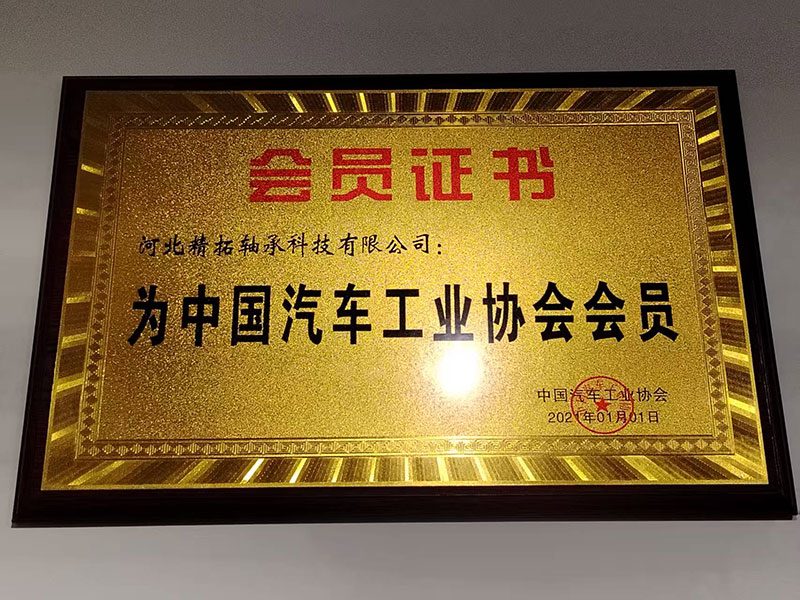 会员证书
河北精拓轴承科技有限公司：
为中国汽车工业协会会员
中国汽车工业协会
2021年01月01日